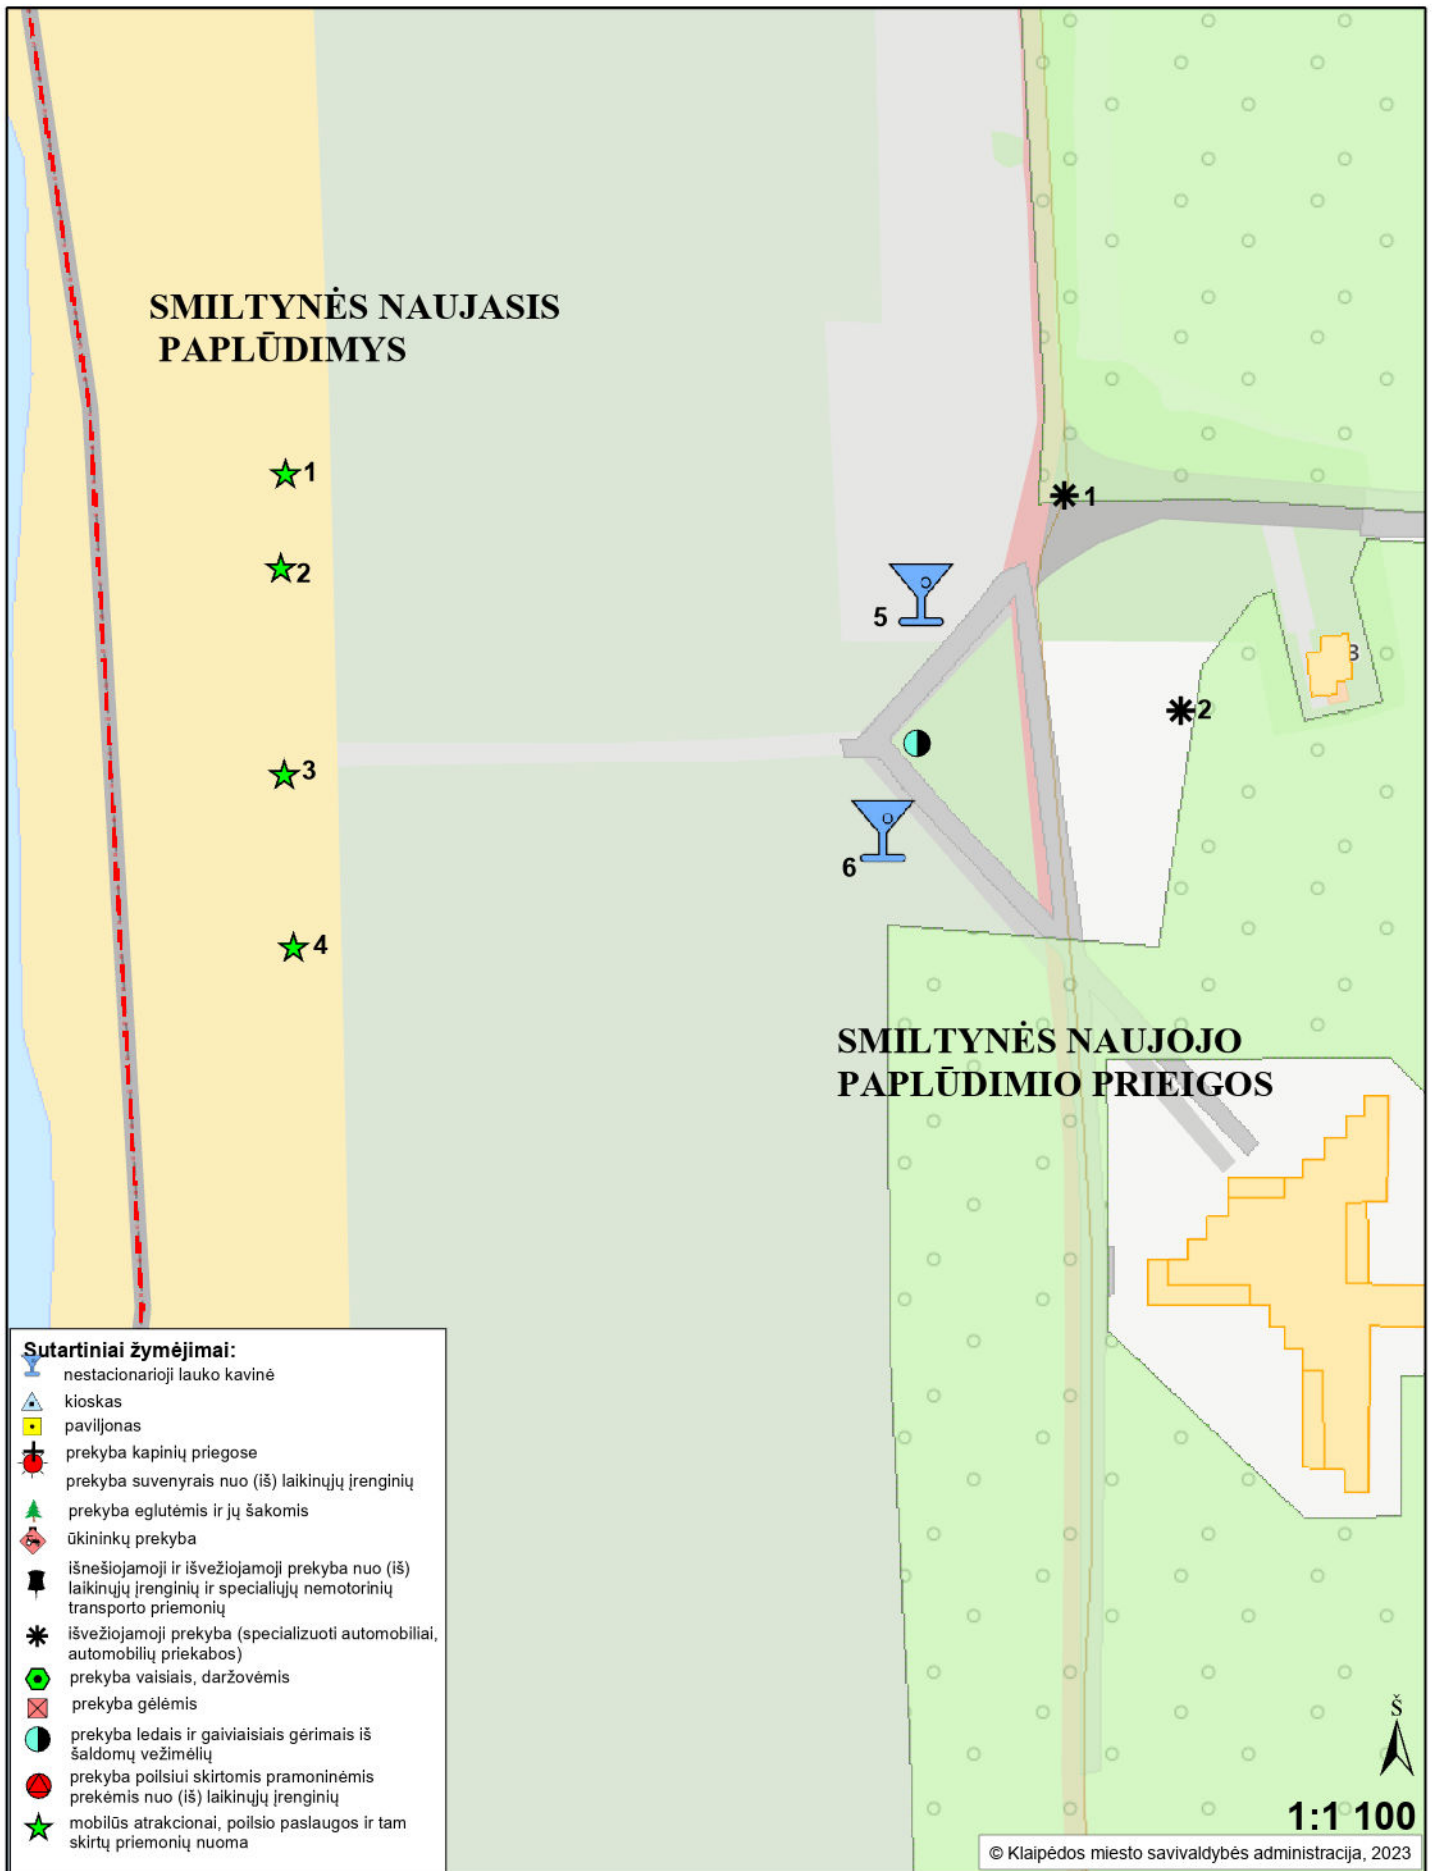 SMILTYNĖS NAUJASIS
PAPLŪDIMYS
1
2
3
4
1
5
2
3
6
SMILTYNĖS NAUJOJO
PAPLŪDIMIO PRIEIGOS
Sutartiniai žymėjimai:
nestacionarioji lauko kavinė
kioskas
paviljonas
prekyba kapinių priegose
prekyba suvenyrais nuo (iš) laikinųjų įrenginių
prekyba eglutėmis ir jų šakomis
ūkininkų prekyba
išnešiojamoji ir išvežiojamoji prekyba nuo (iš)
laikinųjų įrenginių ir specialiųjų nemotorinių
transporto priemonių
išvežiojamoji prekyba (specializuoti automobiliai,
automobilių priekabos)
prekyba vaisiais, daržovėmis
prekyba gėlėmis
prekyba ledais ir gaiviaisiais gėrimais iš
šaldomų vežimėlių
prekyba poilsiui skirtomis pramoninėmis
prekėmis nuo (iš) laikinųjų įrenginių
mobilūs atrakcionai, poilsio paslaugos ir tam
skirtų priemonių nuoma
Š
1:1 100
© Klaipėdos miesto savivaldybės administracija, 2023